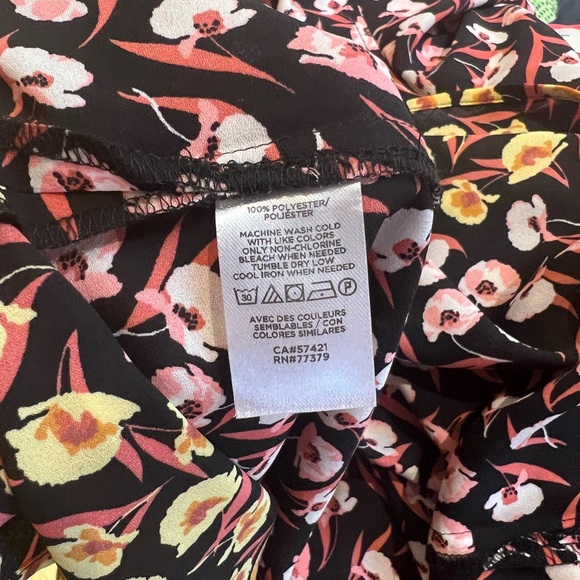 100% POLYESTER/
POLIÉSTER
MACHINE WASH COLD
WITH LIKE COLORS
ONLY NON-CHLORINE
BLEACH WHEN NEEDED
TUMBLE DRY LOW
COOL IRON WHEN NEEDED
30 P
AVEC DES COULEURS
SEMBLABLES / CON
COLORES SIMILARES
CA#57421
RN#77379